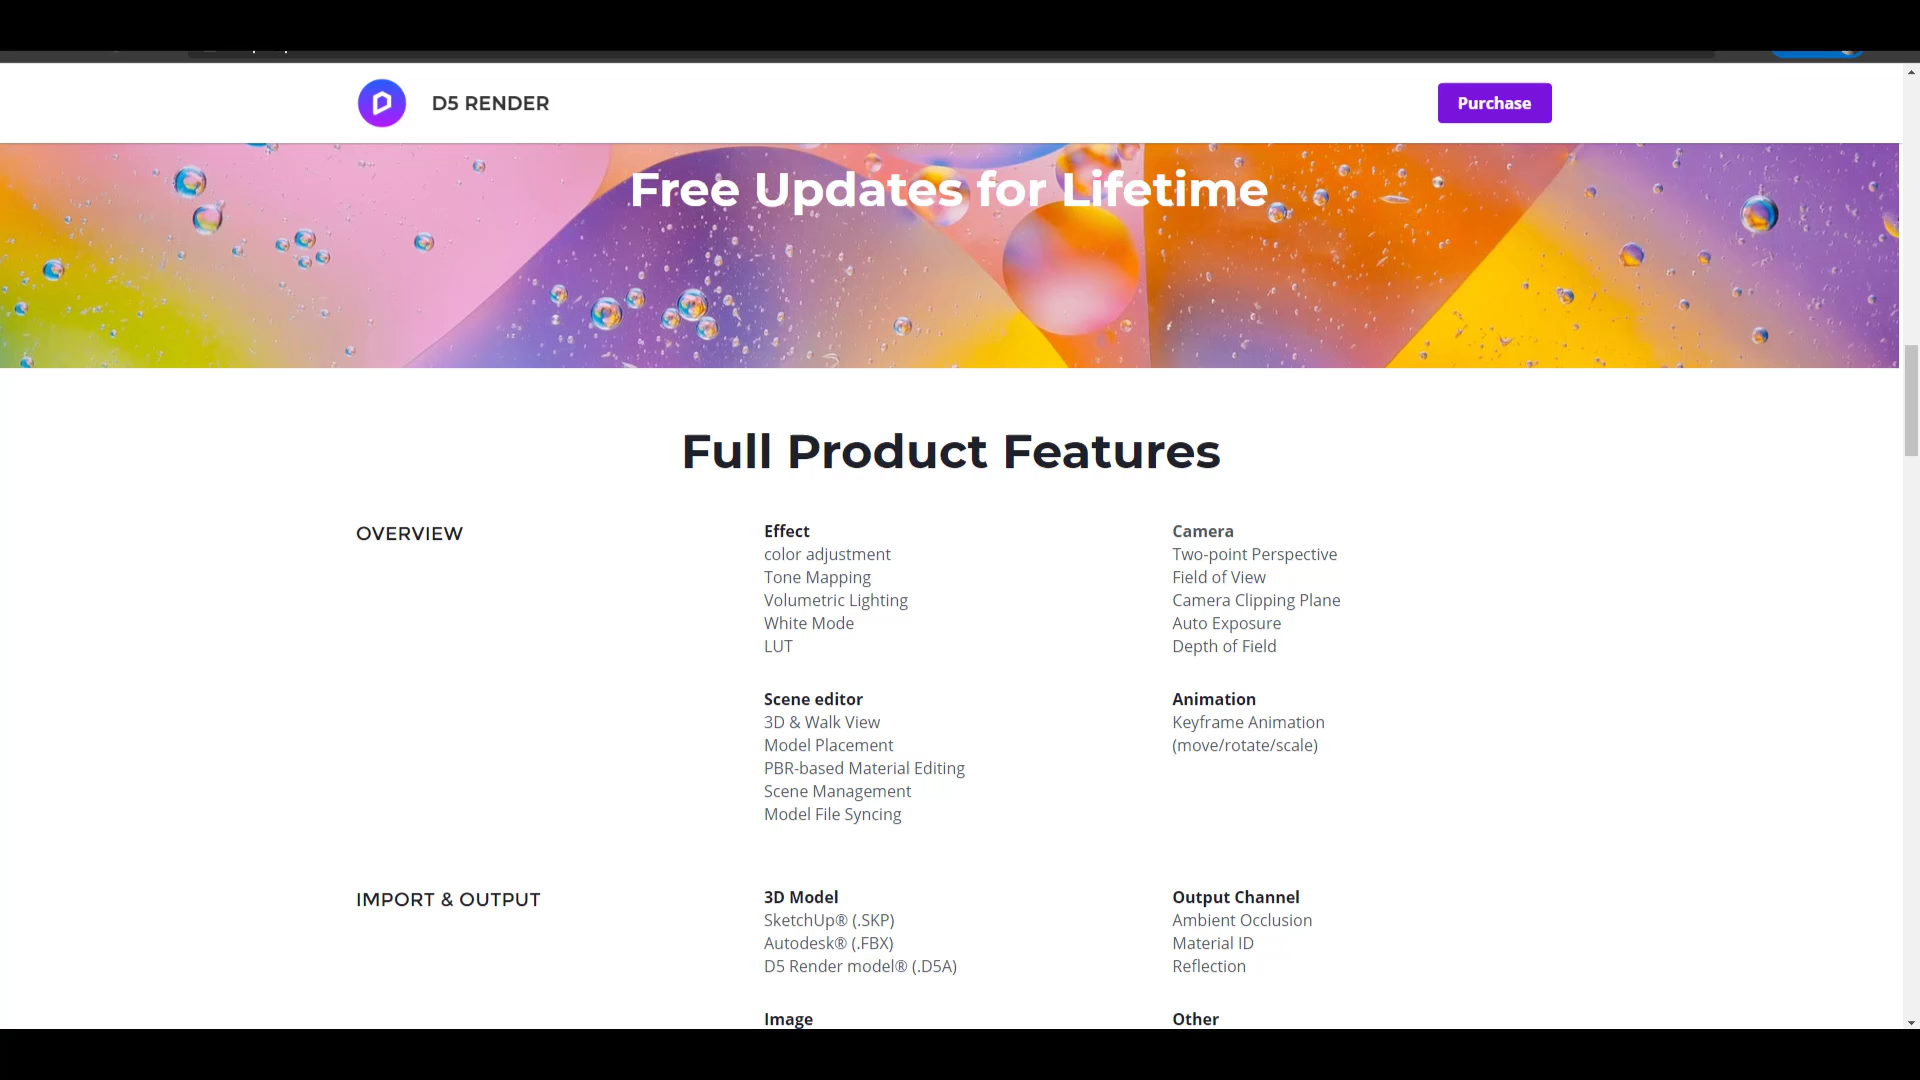 D5 RENDER
Purchase
Free Updates for Lifetime
Full Product Features
OVERVIEW
Effect
color adjustment
Tone Mapping
Volumetric Lighting
White Mode
LUT
Camera
Two-point Perspective
Field of View
Camera Clipping Plane
Auto Exposure
Depth of Field
Scene editor
3D & Walk View
Model Placement
PBR-based Material Editing
Scene Management
Model File Syncing
Animation
Keyframe Animation
(move/rotate/scale)
IMPORT & OUTPUT
3D Model
SketchUp® (.SKP)
Autodesk® (.FBX)
D5 Render model® (.D5A)
Output Channel
Ambient Occlusion
Material ID
Reflection
Image
Other